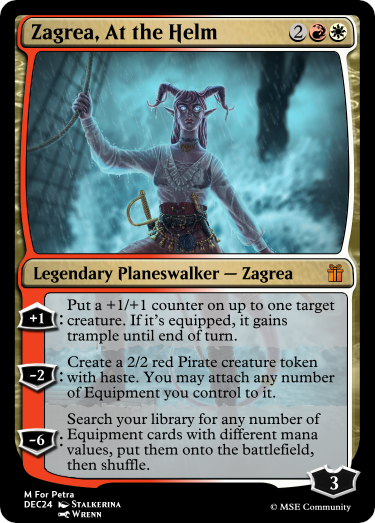 Zagrea, At the Helm 2
Legendary Planeswalker — Zagrea
+1: Put a +1/+1 counter on up to one target
creature. If it's equipped, it gains
trample until end of turn.
-2: Create a 2/2 red Pirate creature token
with haste. You may attach any number
of Equipment you control to it.
-6: Search your library for any number of
Equipment cards with different mana
values, put them onto the battlefield,
then shuffle.
3
M For Petra
DEC24 Stalkerina
Wrenn
© MSE Community